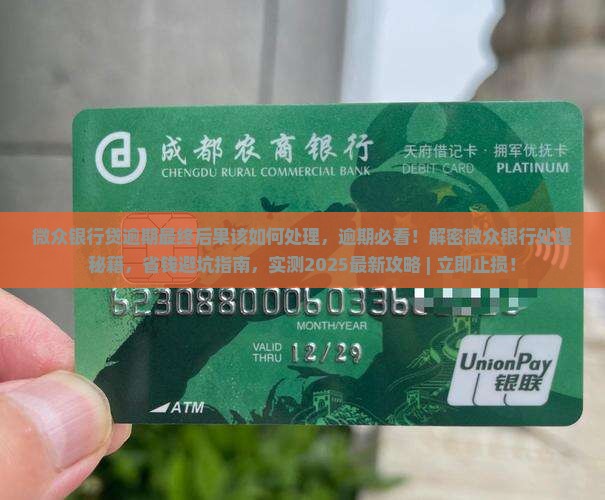 成都农商银行
CHENGDU RURAL COMMERCIAL BANK
天府借记卡·拥军优抚卡
DEBIT CARD PLATINUM
微众银行贷逾期最终后果该如何处理，逾期必看！解密微众银行处理
秘籍，省钱避坑指南，实测2025最新攻略 | 立即止损！
6230880006033
MONTH/YEAR
VALID
THRU 12/29
ATM
UnionPay
银联